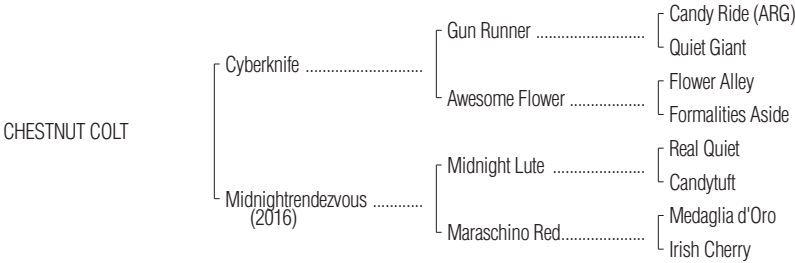 Candy Ride (ARG)
Gun Runner ........................
Quiet Giant
Cyberknife ..........................
Flower Alley
Awesome Flower .................
Formalities Aside
CHESTNUT COLT
Real Quiet
Midnight Lute ....................
Candytuft
Midnightrendezvous ...........
(2016)
Medaglia d'Oro
Maraschino Red..................
Irish Cherry